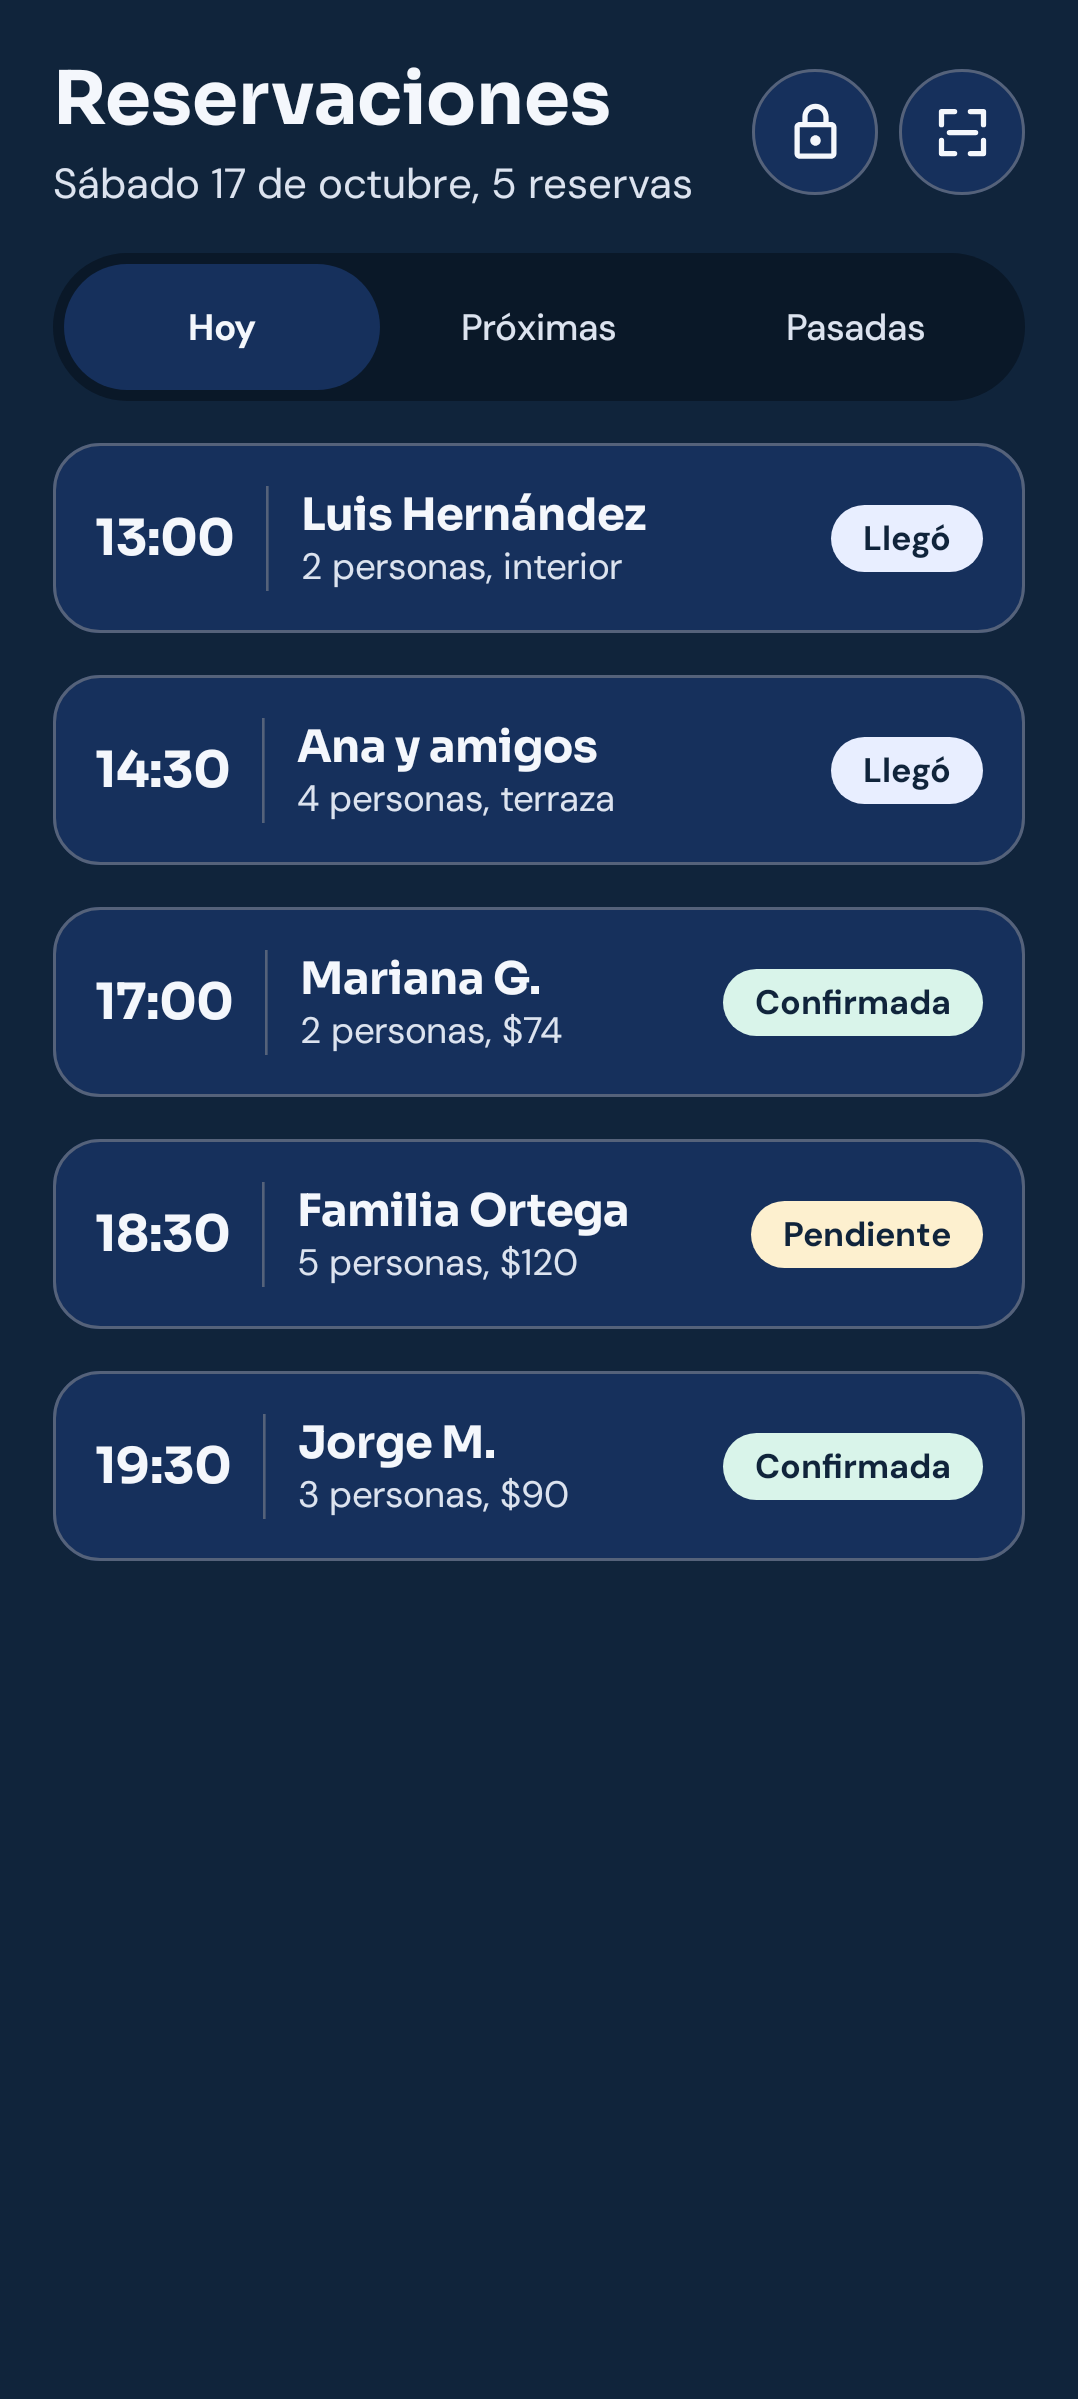 Reservaciones
Sábado 17 de octubre, 5 reservas
Hoy
Próximas
Pasadas
13:00
Luis Hernández
2 personas, interior
Llegó
14:30
Ana y amigos
4 personas, terraza
Llegó
17:00
Mariana G.
2 personas, $74
Confirmada
18:30
Familia Ortega
5 personas, $120
Pendiente
19:30
Jorge M.
3 personas, $90
Confirmada